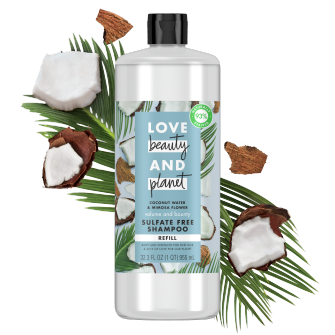 93%
LOVE
beauty
AND
planet
COCONUT WATER
& MIMOSA FLOWER
volume and bounty
SULFATE FREE
SHAMPOO
REFILL
32.3 FL OZ (1 QT) 955 mL